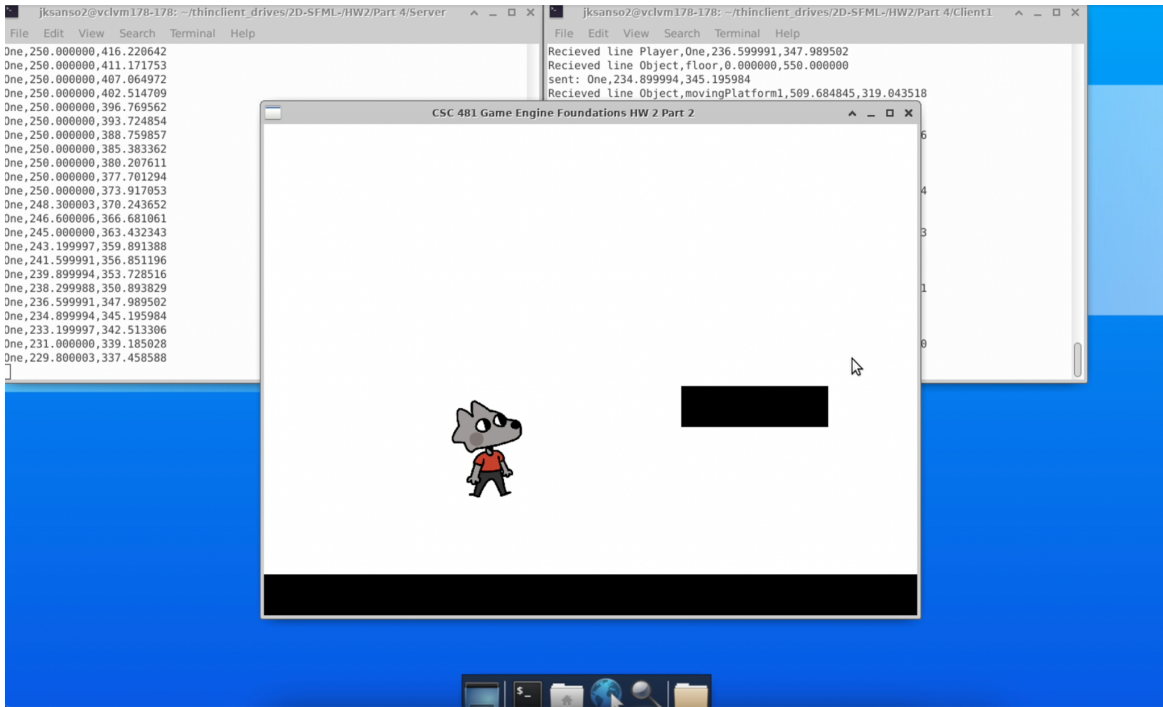 jksanso2@vclvm178-178: ~/thinclient_drives/2D-SFML-/HW2/Part 4/Server
File Edit View Search Terminal Help
One,250.000000,416.220642
One,250.000000,411.171753
One,250.000000,407.064972
One,250.000000,402.514709
One,250.000000,396.769562
One,250.000000,393.724854
One,250.000000,388.759857
One,250.000000,385.383362
One,250.000000,380.207611
One,250.000000,377.701294
One,250.000000,373.917053
One,248.300003,370.243652
One,246.600006,366.681061
One,245.000000,363.432343
One,243.199997,359.891388
One,241.599991,356.851196
One,239.899994,353.728516
One,238.299988,350.893829
One,236.599991,347.989502
One,234.899994,345.195984
One,233.199997,342.513306
One,231.000000,339.185028
One,229.800003,337.458588
jksanso2@vclvm178-178: ~/thinclient_drives/2D-SFML-/HW2/Part 4/Client1
File Edit View Search Terminal Help
Recieved line Player,One,236.599991,347.989502
Recieved line Object,floor,0.000000,550.000000
sent: One,234.899994,345.195984
Recieved line Object,movingPlatform1,509.684845,319.043518
6
4
3
1
0
CSC 481 Game Engine Foundations HW 2 Part 2
$_